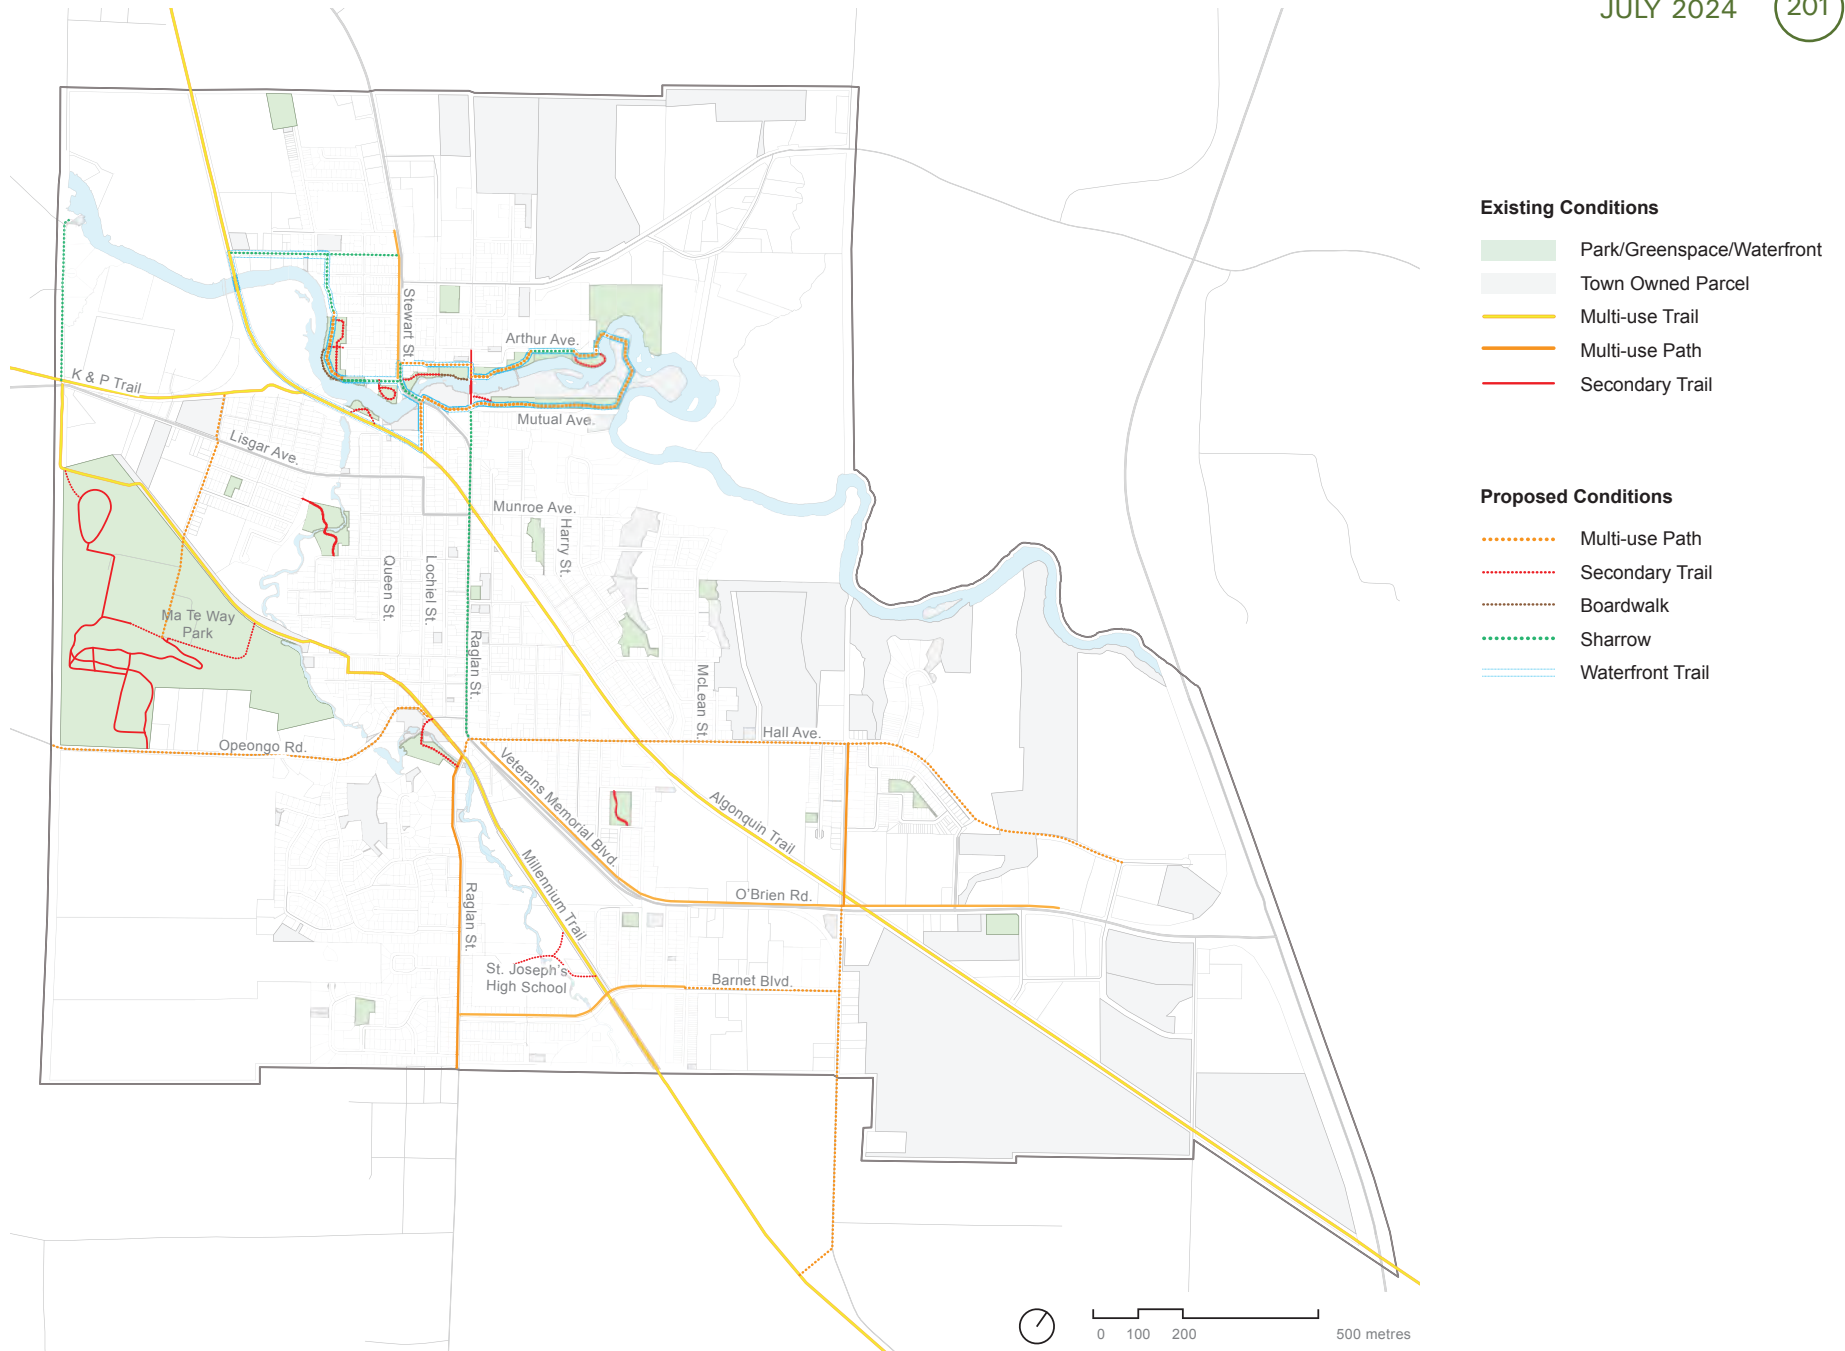 JULY 2024
201
Existing Conditions
Park/Greenspace/Waterfront
Town Owned Parcel
Multi-use Trail
Multi-use Path
Secondary Trail
Proposed Conditions
Multi-use Path
Secondary Trail
Boardwalk
Sharrow
Waterfront Trail
Stewart St.
Arthur Ave.
K & P Trail
Mutual Ave.
Lisgar Ave.
Munroe Ave.
Harry St.
Queen St.
Lochiel St.
Ma Te Way
Park
Raglan St
McLean St.
Hall Ave.
Opeongo Rd.
Veterans Memorial Blvd.
Algonquin Trail
Millennium Trail
O'Brien Rd.
Raglan St.
St. Joseph's
High School
Barnet Blvd.
0 100 200 500 metres